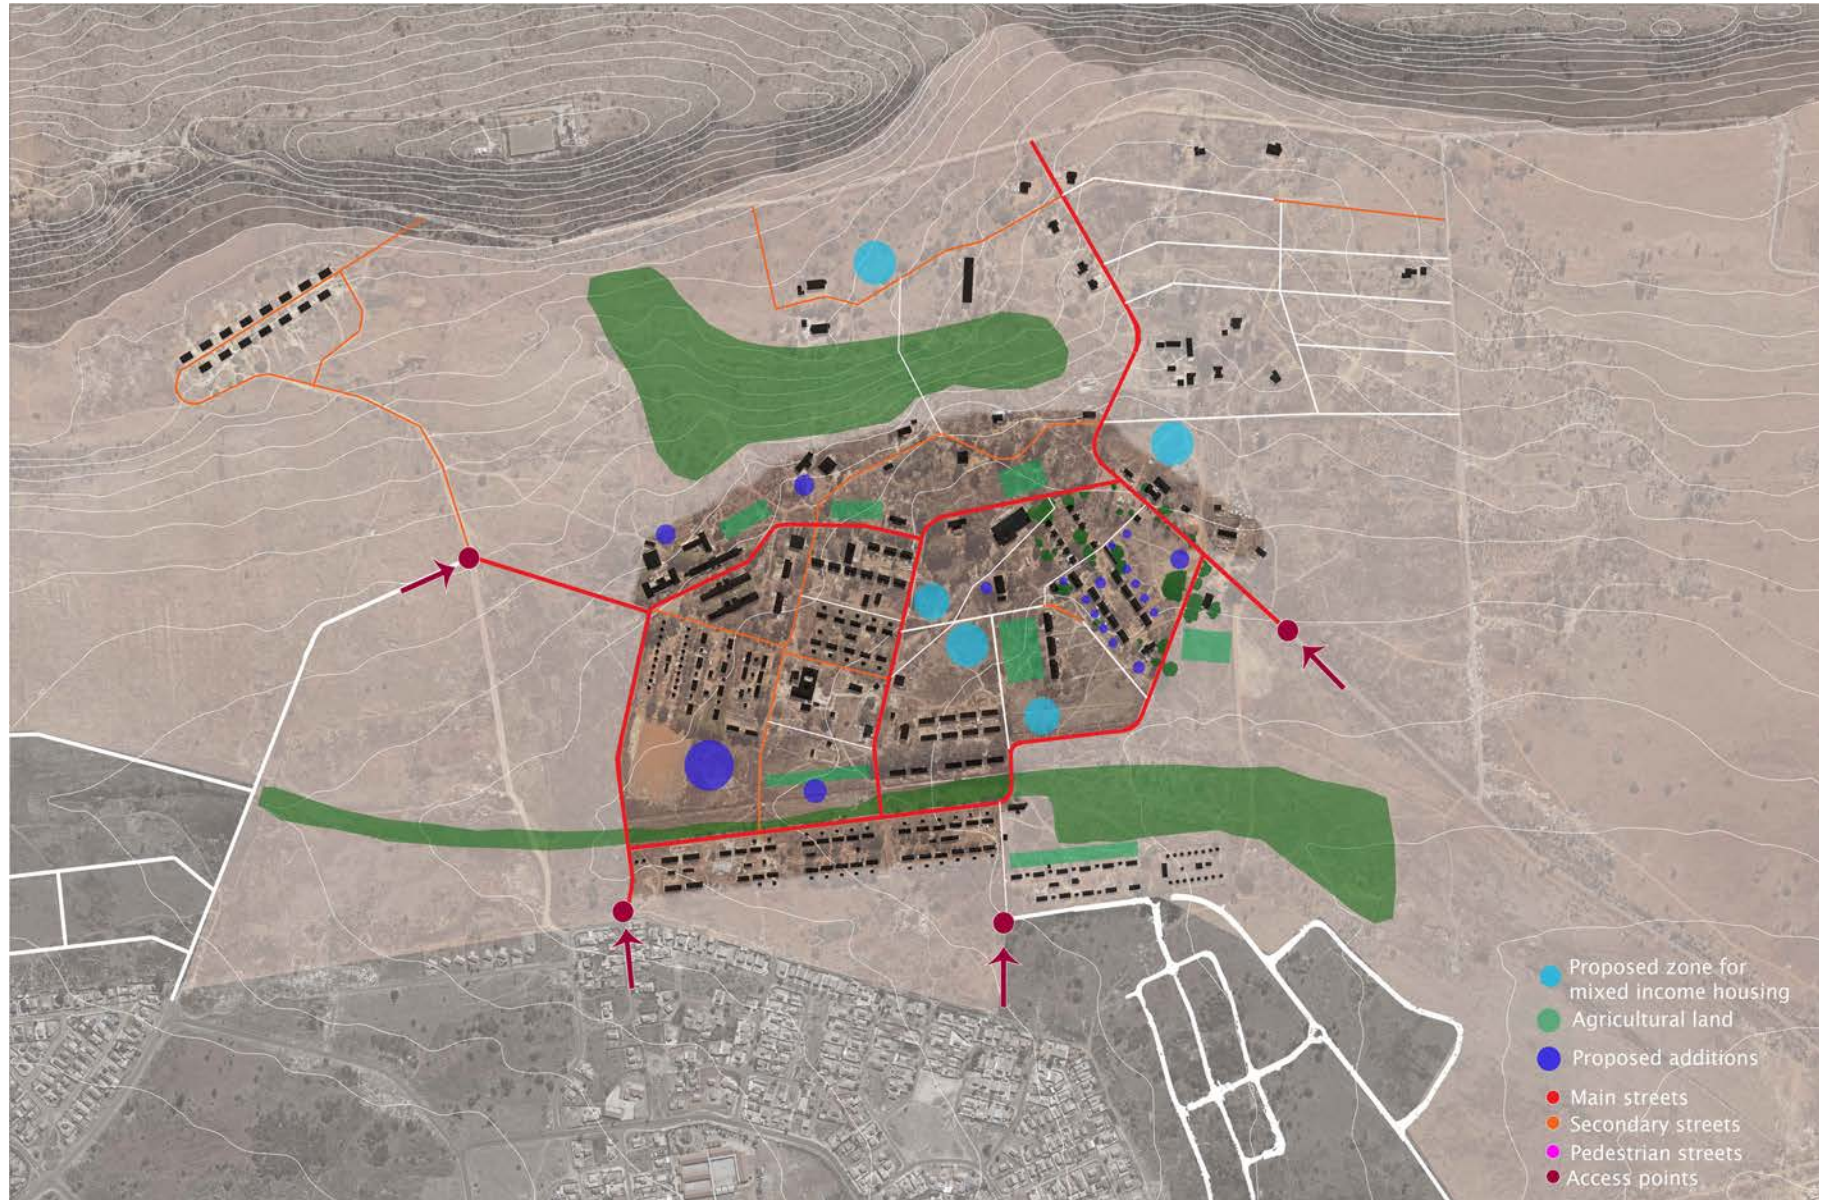 Proposed zone for
mixed income housing
Agricultural land
Proposed additions
Main streets
Secondary streets
Pedestrian streets
Access points